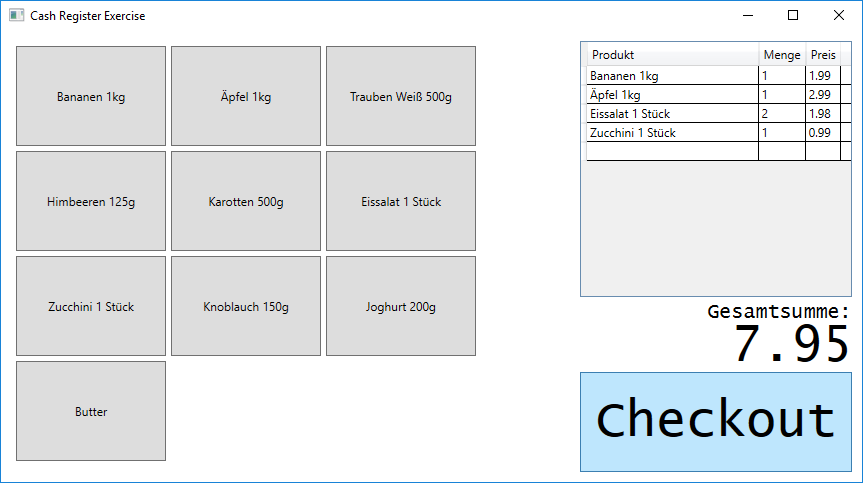 Cash Register Exercise
Bananen 1kg
Äpfel 1kg
Trauben Weiß 500g
Himbeeren 125g
Karotten 500g
Eissalat 1 Stück
Zucchini 1 Stück
Knoblauch 150g
Joghurt 200g
Butter
Produkt Menge Preis
Bananen 1kg 1 1.99
Äpfel 1kg 1 2.99
Eissalat 1 Stück 2 1.98
Zucchini 1 Stück 1 0.99
Gesamtsumme:
7.95
Checkout